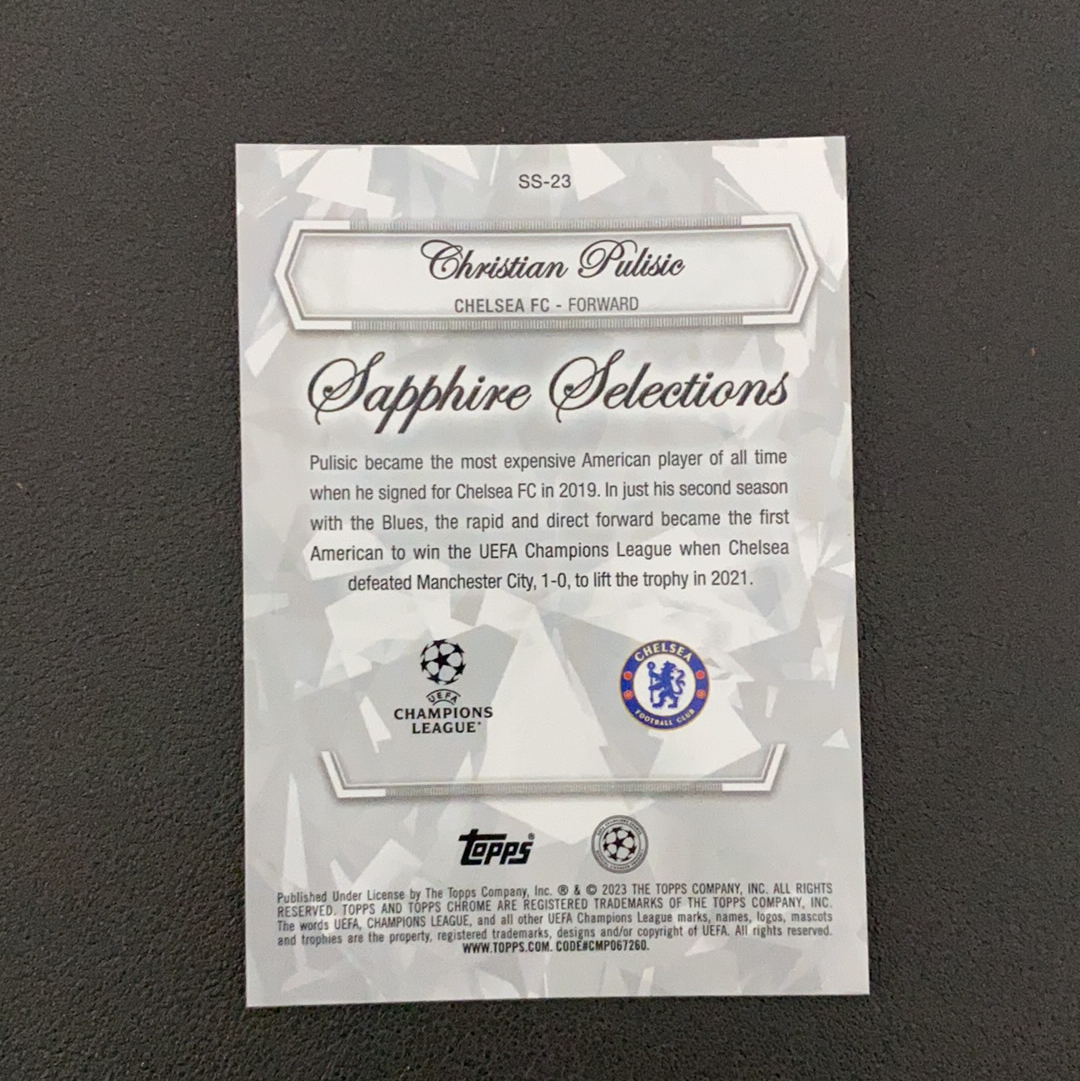 SS-23
Christian Pulisic
CHELSEA FC - FORWARD
Sapphire Selections
Pulisic became the most expensive American player of all time
when he signed for Chelsea FC in 2019. In just his second season
with the Blues, the rapid and direct forward became the first
American to win the UEFA Champions League when Chelsea
defeated Manchester City, 1-0, to lift the trophy in 2021.
UEFA
CHAMPIONS
LEAGUE
CHELSEA
FOOTBALL CLUB
Topps®
Published Under License by The Topps Company, Inc. ® & © 2023 THE TOPPS COMPANY, INC. ALL RIGHTS
RESERVED. TOPPS AND TOPPS CHROME ARE REGISTERED TRADEMARKS OF THE TOPPS COMPANY, INC.
The words UEFA, CHAMPIONS LEAGUE, and all other UEFA Champions League marks, names, logos, mascots
and trophies are the property, registered trademarks, designs and/or copyright of UEFA. All rights reserved.
WWW.TOPPS.COM. CODE#CMP067260.